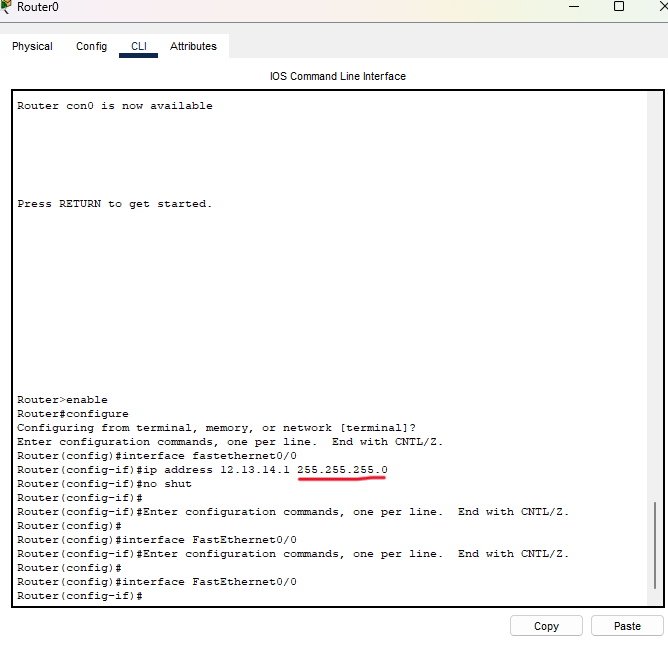 Router0
Physical Config CLI Attributes
IOS Command Line Interface
Router con0 is now available
Press RETURN to get started.
Router>enable
Router#configure
Configuring from terminal, memory, or network [terminal]?
Enter configuration commands, one per line.  End with CNTL/Z.
Router(config)#interface fastethernet0/0
Router(config-if)#ip address 12.13.14.1 255.255.255.0
Router(config-if)#no shut
Router(config-if)#
Router(config-if)#Enter configuration commands, one per line.  End with CNTL/Z.
Router(config)#
Router(config)#interface FastEthernet0/0
Router(config-if)#Enter configuration commands, one per line.  End with CNTL/Z.
Router(config)#
Router(config)#interface FastEthernet0/0
Router(config-if)#
Copy Paste